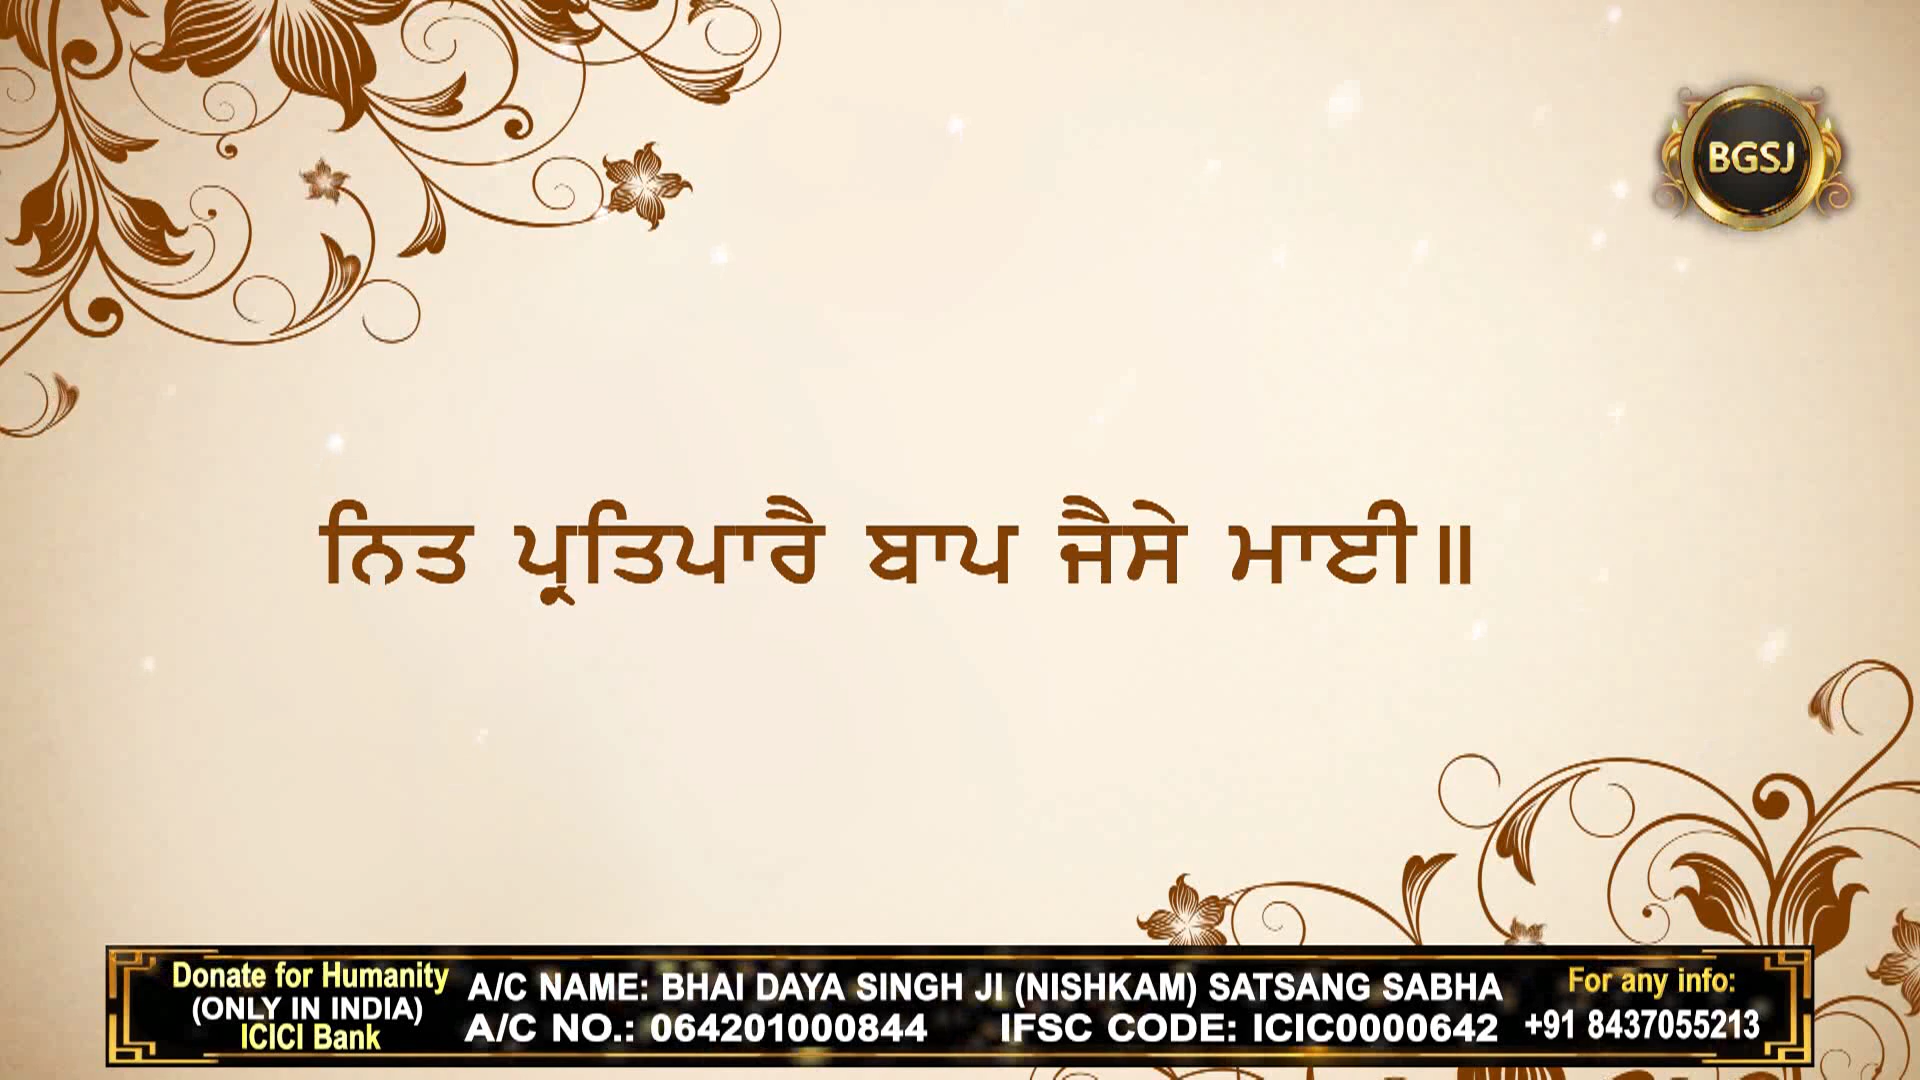 BGSJ
ਨਿਤ ਪ੍ਰਤਿਪਾਰੈ ਬਾਪ ਜੈਸੇ ਮਾਈ॥
Donate for Humanity
(ONLY IN INDIA)
ICICI Bank
A/C NAME: BHAI DAYA SINGH JI (NISHKAM) SATSANG SABHA
A/C NO.: 064201000844 IFSC CODE: ICIC0000642
For any info:
+91 8437055213